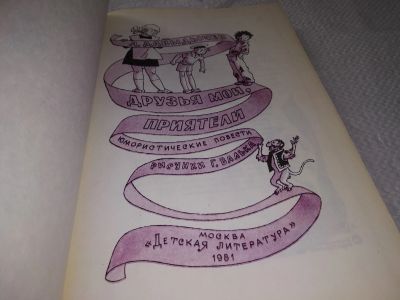 ДРУЗЬЯ МОИ,
ПРИЯТЕЛИ
ЮМОРИСТИЧЕСКИЕ ПОВЕСТИ
РИСУНКИ Г. ВАЛЬКА
МОСКВА
«ДЕТСКАЯ ЛИТЕРАТУРА»
1981